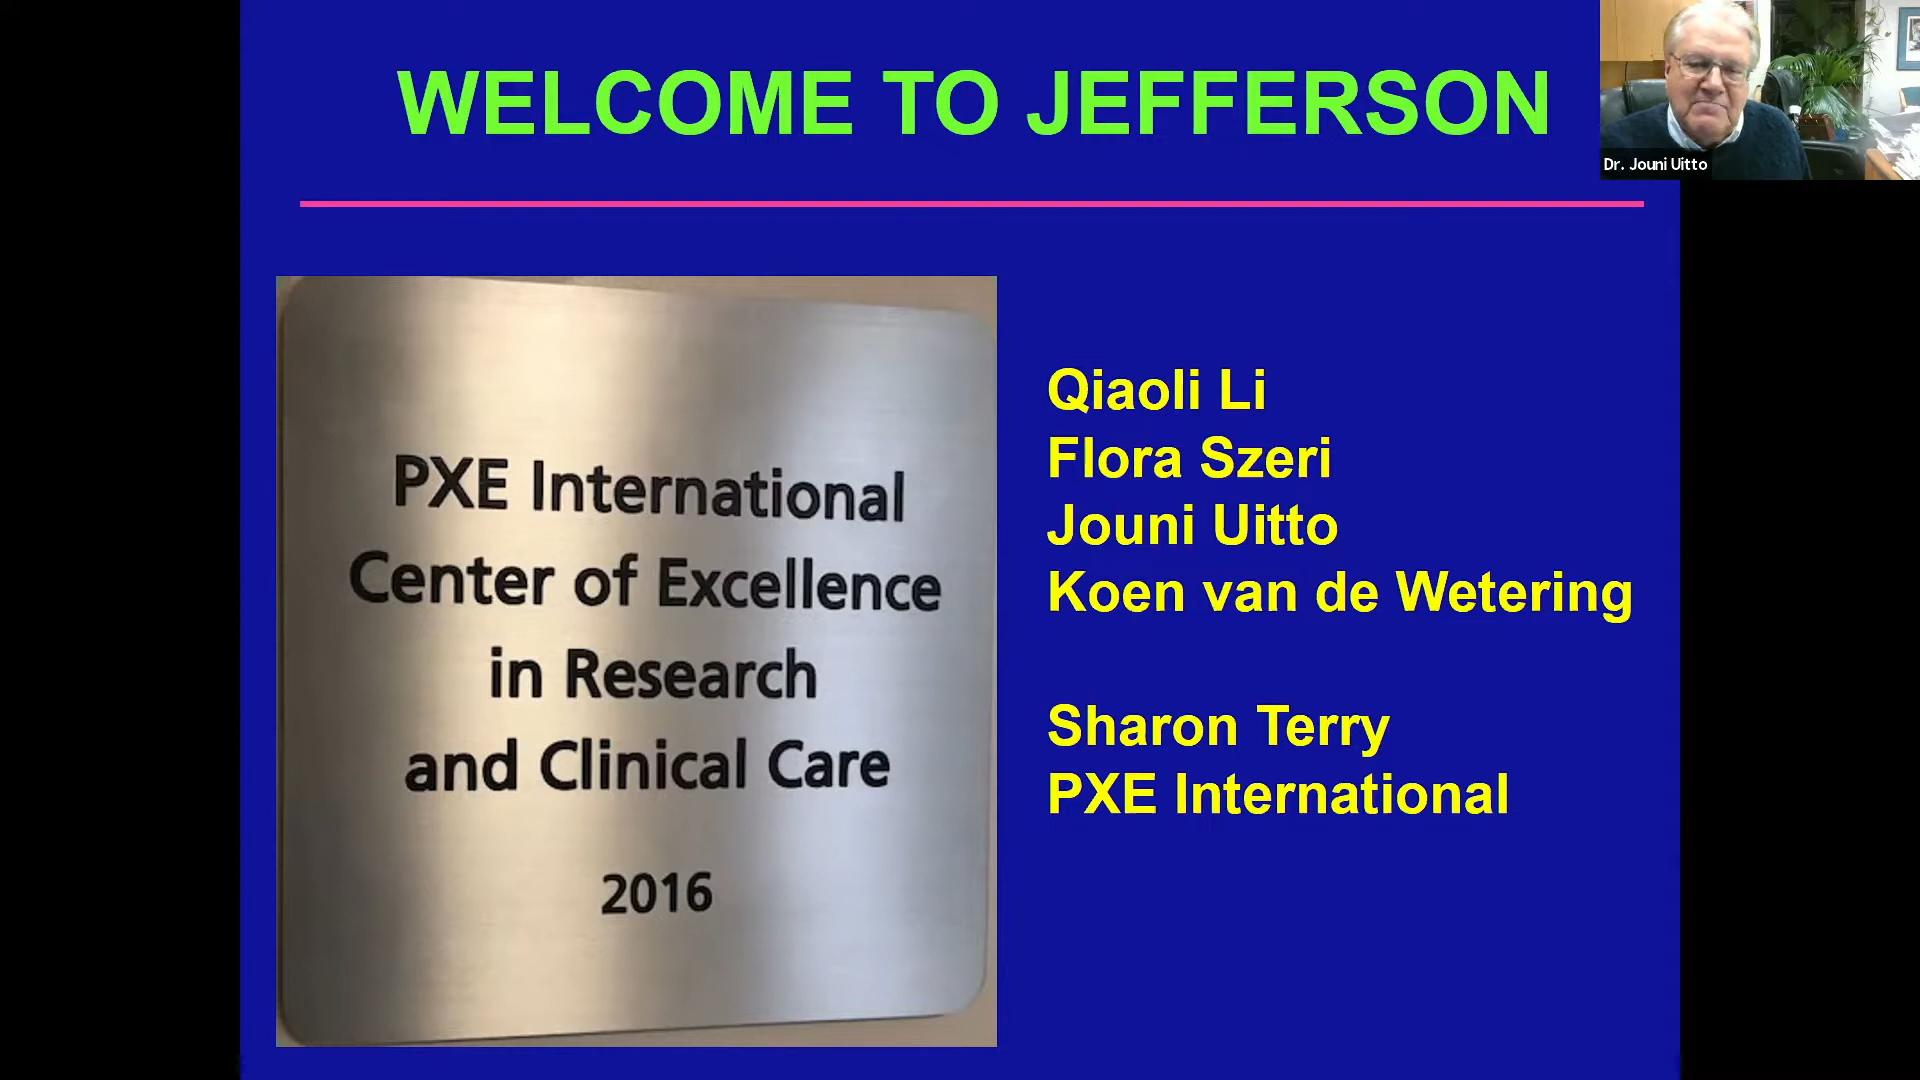 WELCOME TO JEFFERSON
Dr. Jouni Uitto
PXE International
Center of Excellence
in Research
and Clinical Care
2016
Qiaoli Li
Flora Szeri
Jouni Uitto
Koen van de Wetering
Sharon Terry
PXE International